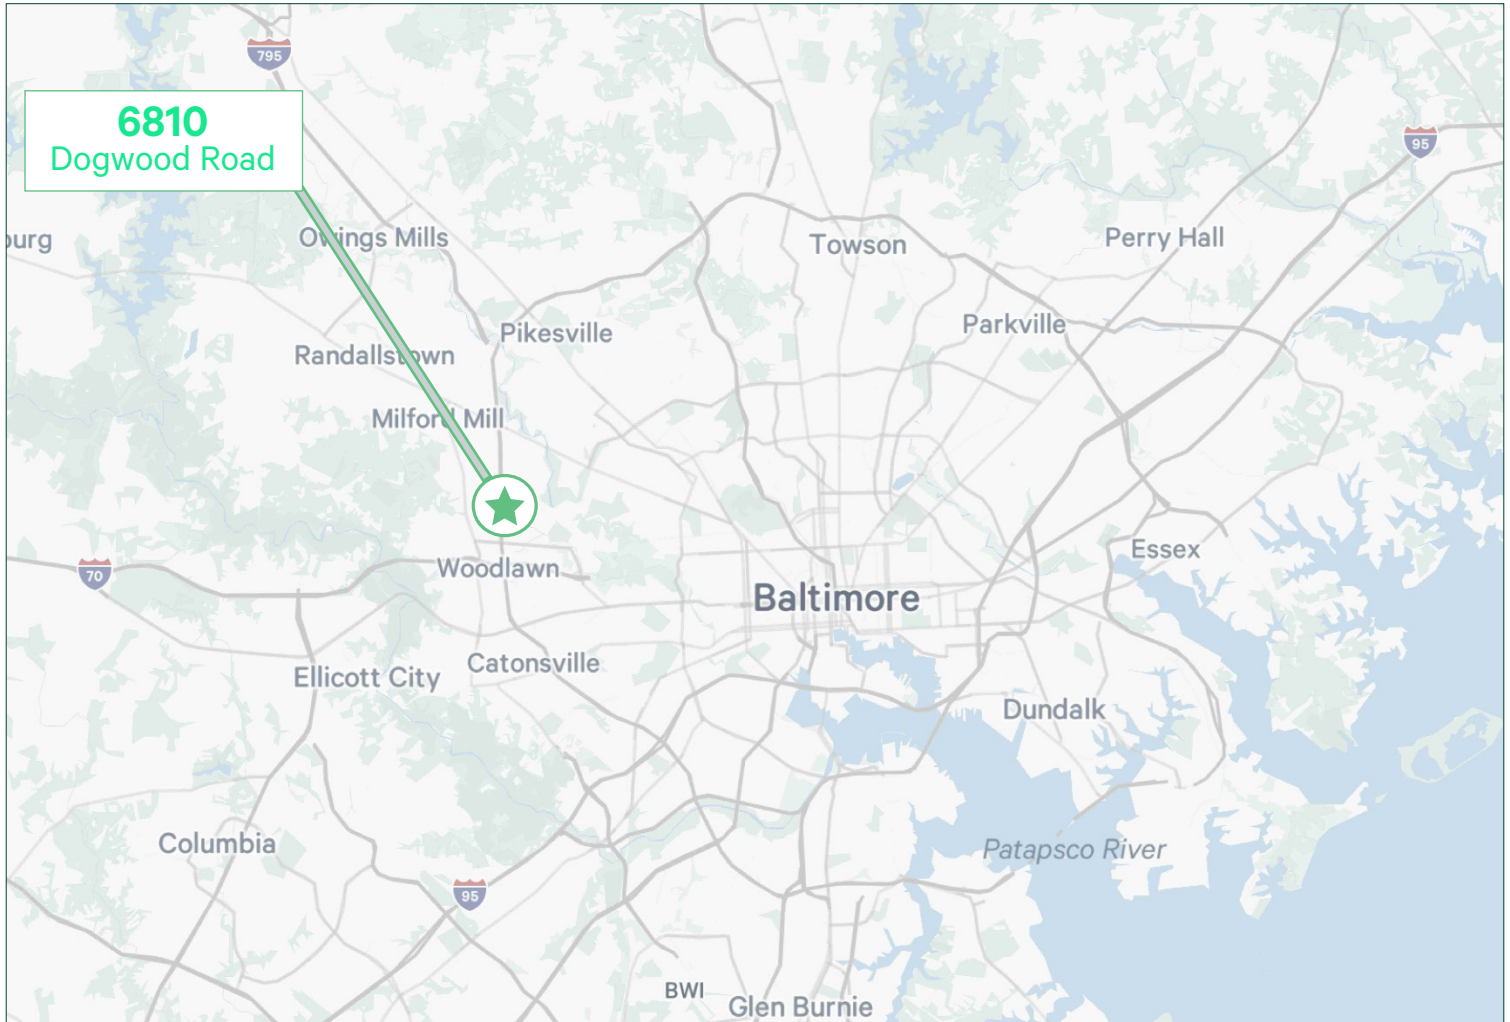 795
6810
Dogwood Road
95
burg
Owings Mills
Towson
Perry Hall
Pikesville
Parkville
Randallstown
Milford Mill
Essex
70
Woodlawn
Baltimore
Catonsville
Ellicott City
Dundalk
Columbia
Patapsco River
95
BWI
Glen Burnie